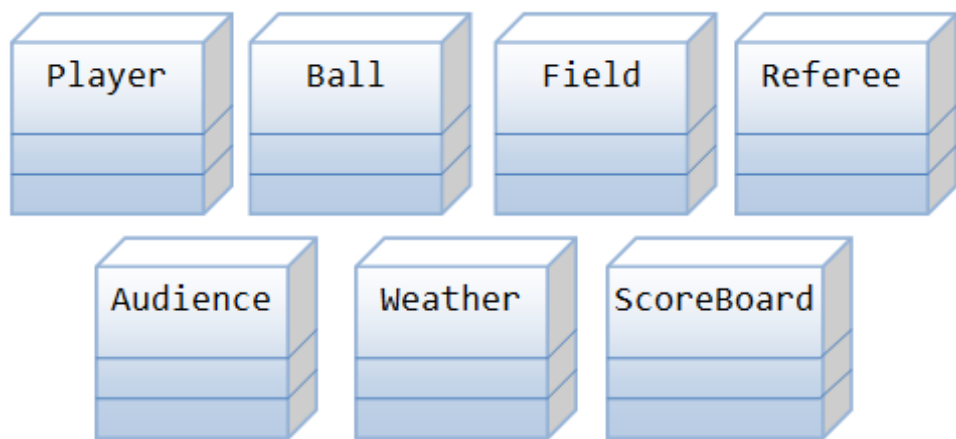 Player
Ball
Field
Referee
Audience
Weather
ScoreBoard